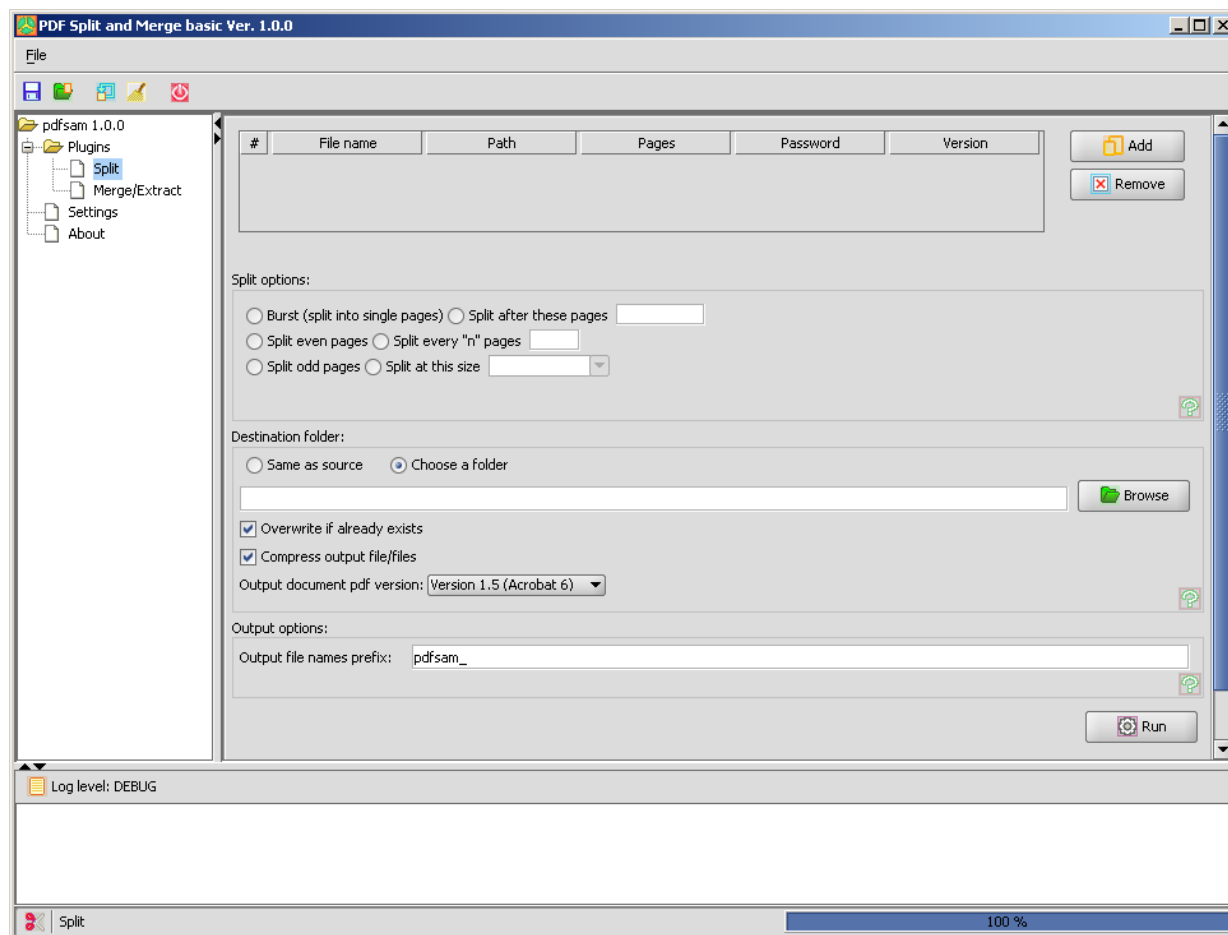 PDF Split and Merge basic Ver. 1.0.0
File
pdfsam 1.0.0
Plugins
Split
Merge/Extract
Settings
About
# File name Path Pages Password Version
Add
Remove
Split options:
Burst (split into single pages) Split after these pages
Split even pages Split every "n" pages
Split odd pages Split at this size
Destination folder:
Same as source Choose a folder
Browse
Overwrite if already exists
Compress output file/files
Output document pdf version: Version 1.5 (Acrobat 6)
Output options:
Output file names prefix: pdfsam_
Run
Log level: DEBUG
Split 100 %